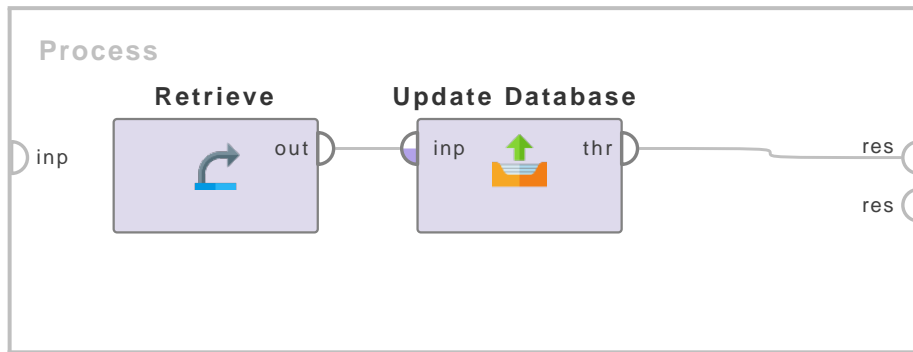 Process
Retrieve
Update Database
inp
out
inp
thr
res
res